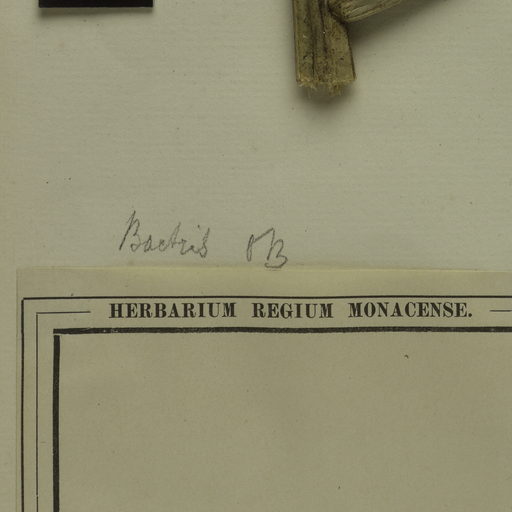 Bactris
HERBARIUM REGIUM MONACENSE.